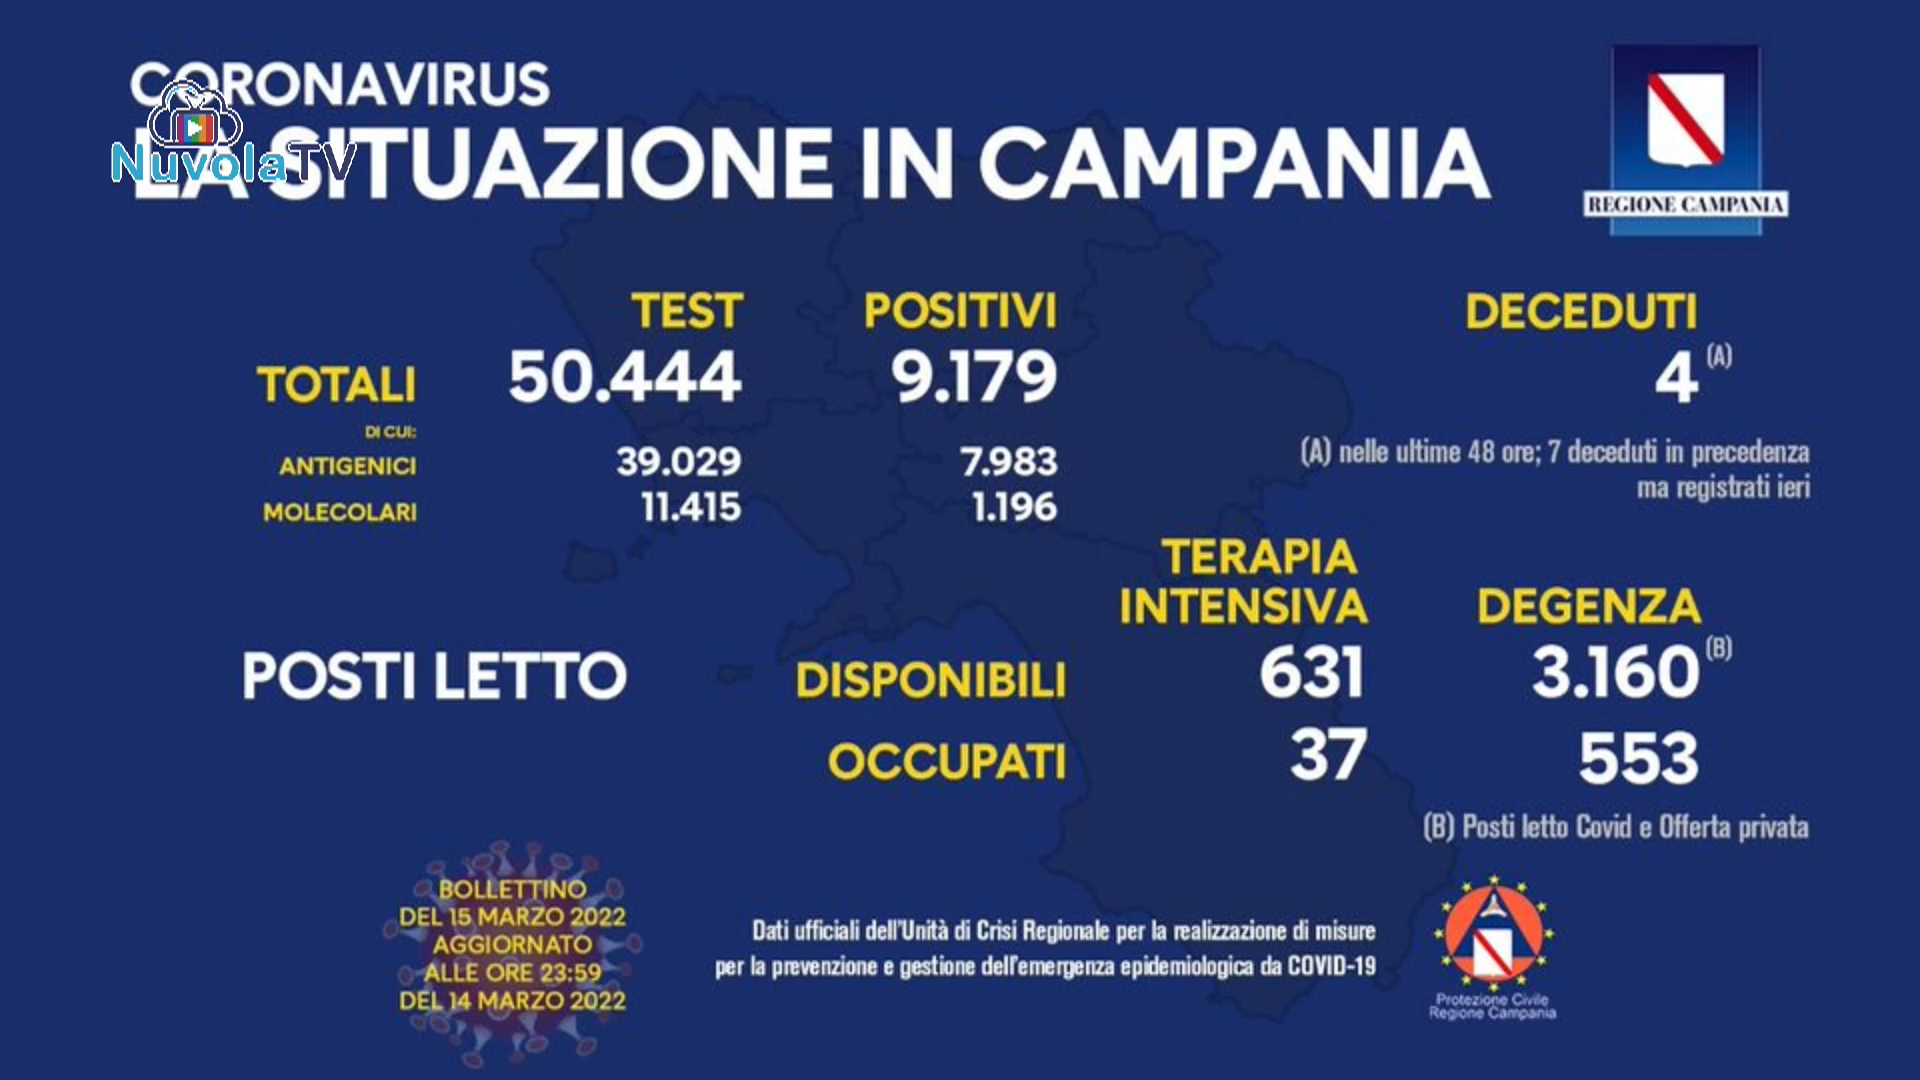 CORONAVIRUS
NuvolaTV
LA SITUAZIONE IN CAMPANIA
REGIONE CAMPANIA
TEST POSITIVI DECEDUTI
TOTALI 50.444 9.179 4 (A)
DI CUI:
ANTIGENICI 39.029 7.983
MOLECOLARI 11.415 1.196
(A) nelle ultime 48 ore; 7 deceduti in precedenza
ma registrati ieri
TERAPIA
INTENSIVA DEGENZA
POSTI LETTO DISPONIBILI 631 3.160 (B)
OCCUPATI 37 553
(B) Posti letto Covid e Offerta privata
BOLLETTINO
DEL 15 MARZO 2022
AGGIORNATO
ALLE ORE 23:59
DEL 14 MARZO 2022
Dati ufficiali dell'Unità di Crisi Regionale per la realizzazione di misure
per la prevenzione e gestione dell'emergenza epidemiologica da COVID-19
Protezione Civile
Regione Campania